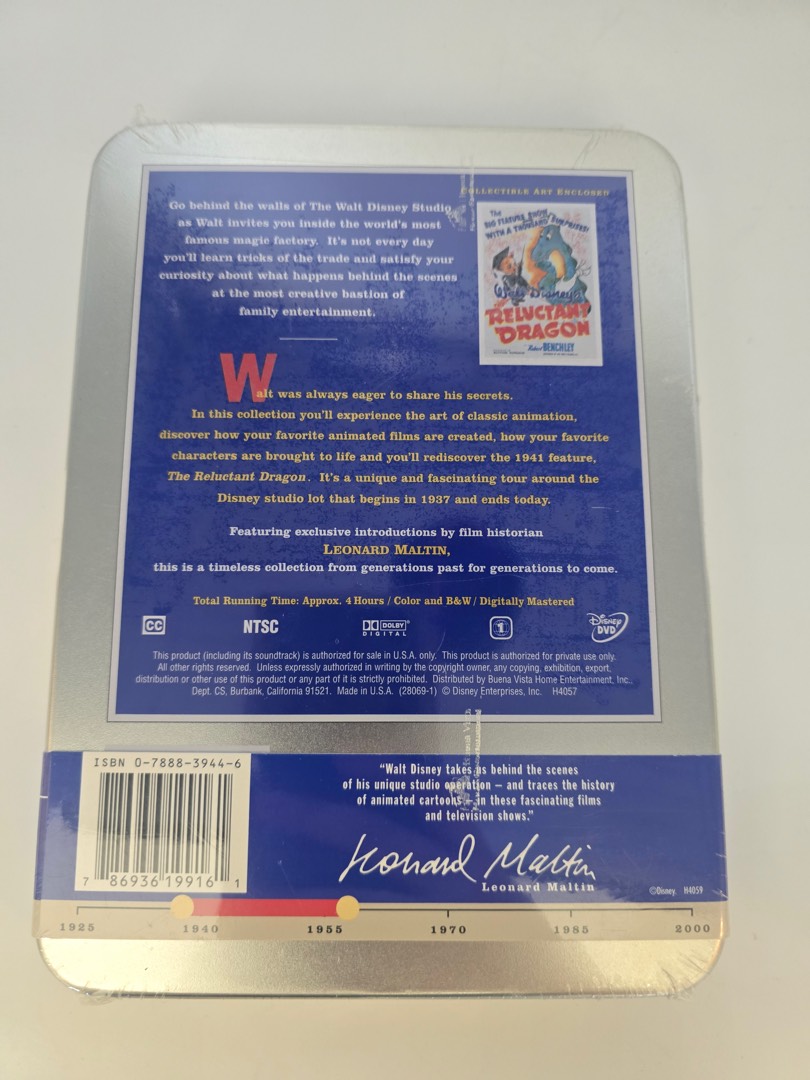 Go behind the walls of The Walt Disney Studio
as Walt invites you inside the world's most
famous magic factory. It's not every day
you'll learn tricks of the trade and satisfy your
curiosity about what happens behind the scenes
at the most creative bastion of
family entertainment.
COLLECTIBLE ART ENCLOSED
The
BIG FEATURE SHOW
WITH A THOUSAND SURPRISES!
Walt Disney's
RELUCTANT
DRAGON
Robert BENCHLEY
Walt was always eager to share his secrets.
In this collection you'll experience the art of classic animation,
discover how your favorite animated films are created, how your favorite
characters are brought to life and you'll rediscover the 1941 feature,
The Reluctant Dragon. It's a unique and fascinating tour around the
Disney studio lot that begins in 1937 and ends today.
Featuring exclusive introductions by film historian
LEONARD MALTIN,
this is a timeless collection from generations past for generations to come.
Total Running Time: Approx. 4 Hours / Color and B&W / Digitally Mastered
CC NTSC DOLBY DIGITAL 1 Disney DVD
This product (including its soundtrack) is authorized for sale in U.S.A. only. This product is authorized for private use only.
All other rights reserved. Unless expressly authorized in writing by the copyright owner, any copying, exhibition, export,
distribution or other use of this product or any part of it is strictly prohibited. Distributed by Buena Vista Home Entertainment, Inc.,
Dept. CS, Burbank, California 91521. Made in U.S.A. (28069-1) © Disney Enterprises, Inc. H4057
ISBN 0-7888-3944-6
7 86936 19916 1
"Walt Disney takes us behind the scenes
of his unique studio operation – and traces the history
of animated cartoons – in these fascinating films
and television shows."
Leonard Maltin
Leonard Maltin
©Disney. H4059
1925 1940 1955 1970 1985 2000